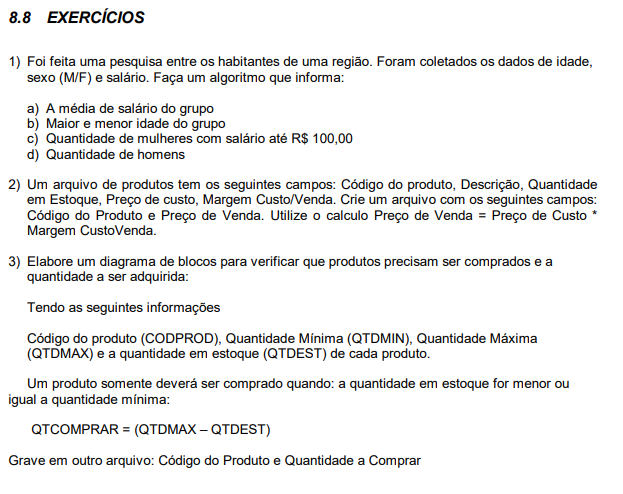 8.8 EXERCÍCIOS
1) Foi feita uma pesquisa entre os habitantes de uma região. Foram coletados os dados de idade,
sexo (M/F) e salário. Faça um algoritmo que informa:
a) A média de salário do grupo
b) Maior e menor idade do grupo
c) Quantidade de mulheres com salário até R$ 100,00
d) Quantidade de homens
2) Um arquivo de produtos tem os seguintes campos: Código do produto, Descrição, Quantidade
em Estoque, Preço de custo, Margem Custo/Venda. Crie um arquivo com os seguintes campos:
Código do Produto e Preço de Venda. Utilize o calculo Preço de Venda = Preço de Custo *
Margem CustoVenda.
3) Elabore um diagrama de blocos para verificar que produtos precisam ser comprados e a
quantidade a ser adquirida:
Tendo as seguintes informações
Código do produto (CODPROD), Quantidade Mínima (QTDMIN), Quantidade Máxima
(QTDMAX) e a quantidade em estoque (QTDEST) de cada produto.
Um produto somente deverá ser comprado quando: a quantidade em estoque for menor ou
igual a quantidade mínima:
QTCOMPRAR = (QTDMAX – QTDEST)
Grave em outro arquivo: Código do Produto e Quantidade a Comprar